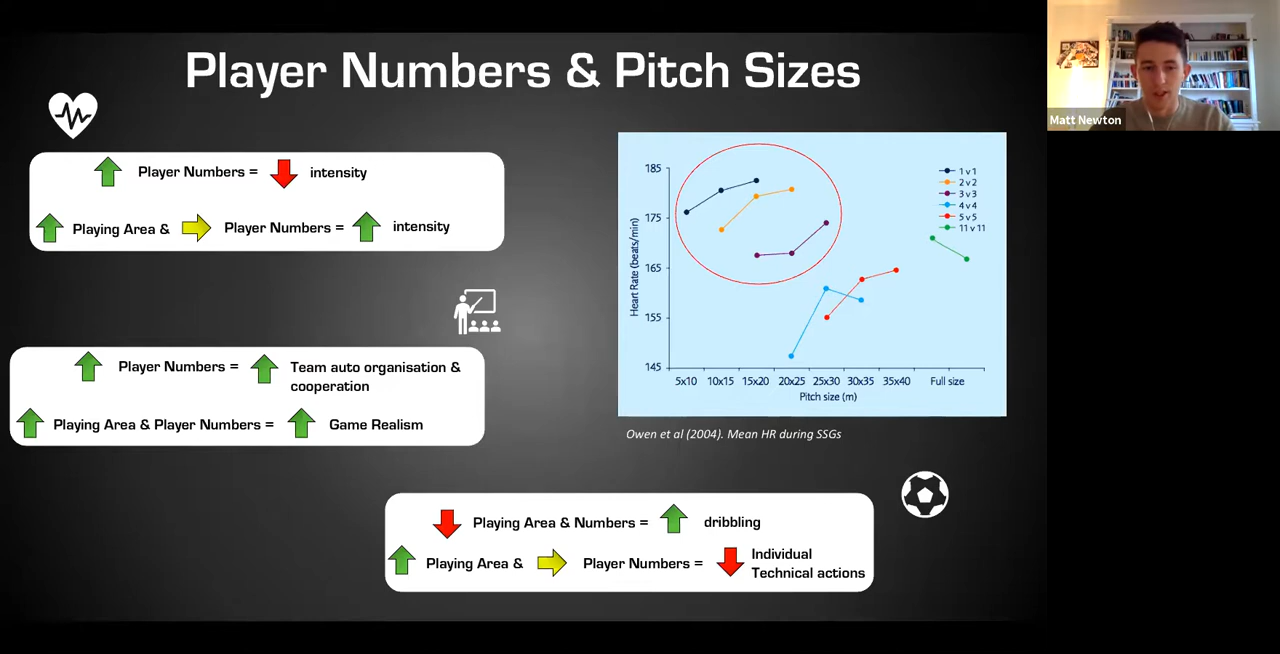 Player Numbers & Pitch Sizes
Matt Newton
Player Numbers = intensity
Playing Area & Player Numbers = intensity
Player Numbers = Team auto organisation &
cooperation
Playing Area & Player Numbers = Game Realism
185
175
165
155
145
Heart Rate (beats/min)
1 v 1
2 v 2
3 v 3
4 v 4
5 v 5
11 v 11
5x10 10x15 15x20 20x25 25x30 30x35 35x40 Full size
Pitch size (m)
Owen et al (2004). Mean HR during SSGs
Playing Area & Numbers = dribbling
Playing Area & Player Numbers = Individual
Technical actions